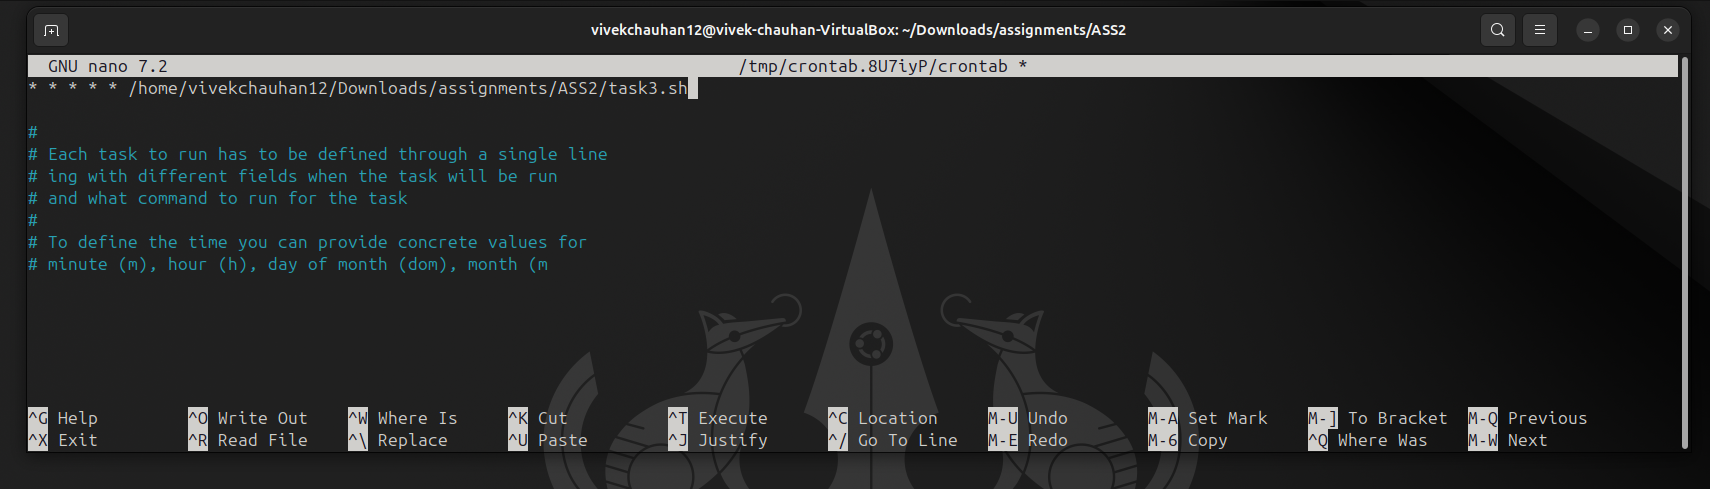 vivekchauhan12@vivek-chauhan-VirtualBox: ~/Downloads/assignments/ASS2
GNU nano 7.2 /tmp/crontab.8U7iyP/crontab *
* * * * * /home/vivekchauhan12/Downloads/assignments/ASS2/task3.sh
#
# Each task to run has to be defined through a single line
# ing with different fields when the task will be run
# and what command to run for the task
#
# To define the time you can provide concrete values for
# minute (m), hour (h), day of month (dom), month (m
^G Help ^O Write Out ^W Where Is ^K Cut ^T Execute ^C Location M-U Undo M-A Set Mark M-] To Bracket M-Q Previous
^X Exit ^R Read File ^\ Replace ^U Paste ^J Justify ^/ Go To Line M-E Redo M-6 Copy ^Q Where Was M-W Next